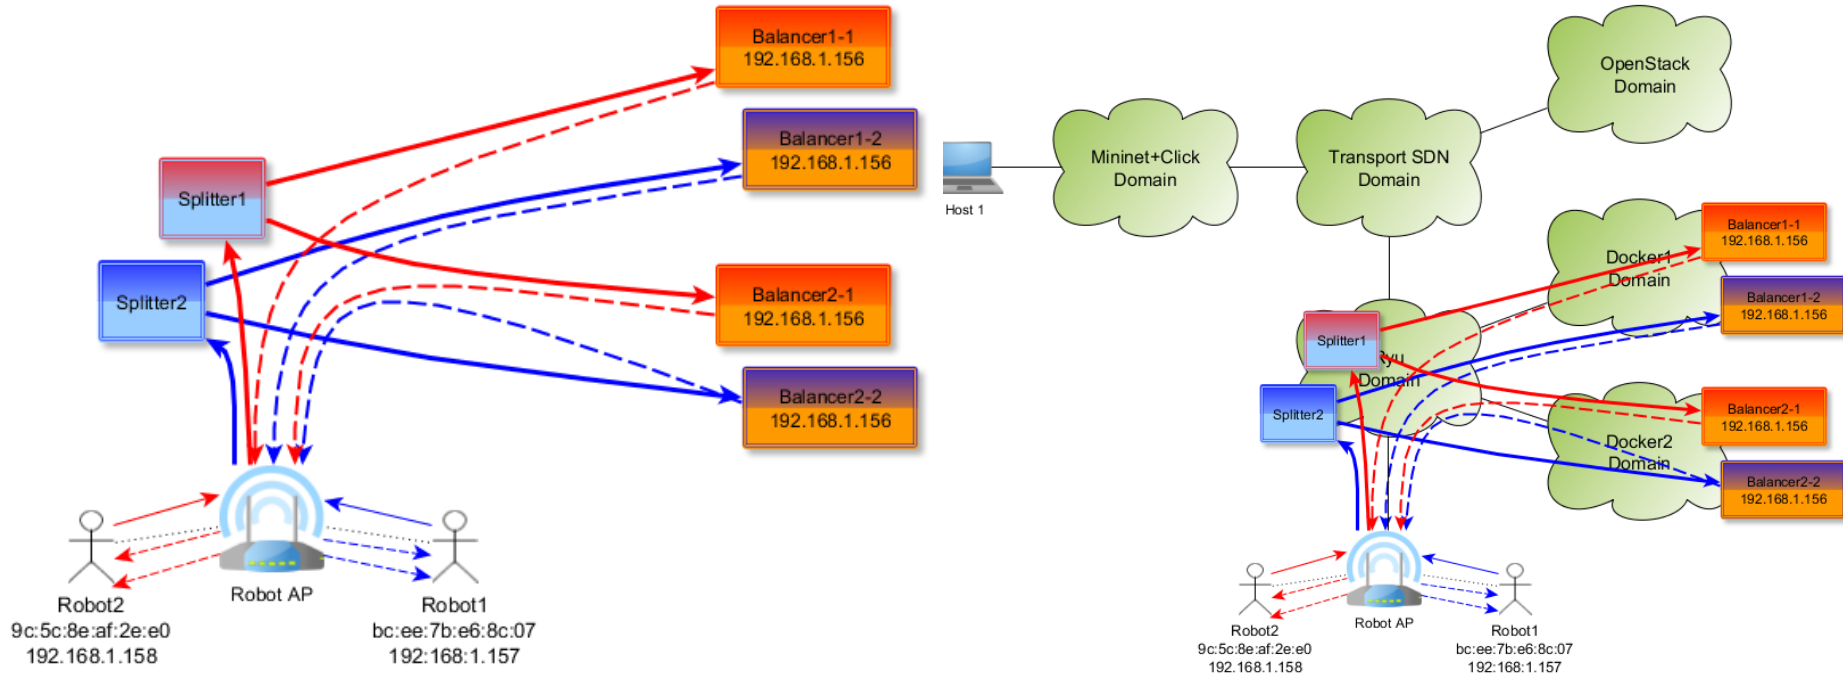 Balancer1-1
192.168.1.156
Balancer1-2
192.168.1.156
Splitter1
Splitter2
Balancer2-1
192.168.1.156
Balancer2-2
192.168.1.156
Robot AP
Robot2
9c:5c:8e:af:2e:e0
192.168.1.158
Robot1
bc:ee:7b:e6:8c:07
192:168:1.157
OpenStack
Domain
Mininet+Click
Domain
Transport SDN
Domain
Host 1
Docker1
Domain
Balancer1-1
192.168.1.156
Balancer1-2
192.168.1.156
Splitter1
Ryu
Domain
Splitter2
Docker2
Domain
Balancer2-1
192.168.1.156
Balancer2-2
192.168.1.156
Robot AP
Robot2
9c:5c:8e:af:2e:e0
192.168.1.158
Robot1
bc:ee:7b:e6:8c:07
192:168:1.157